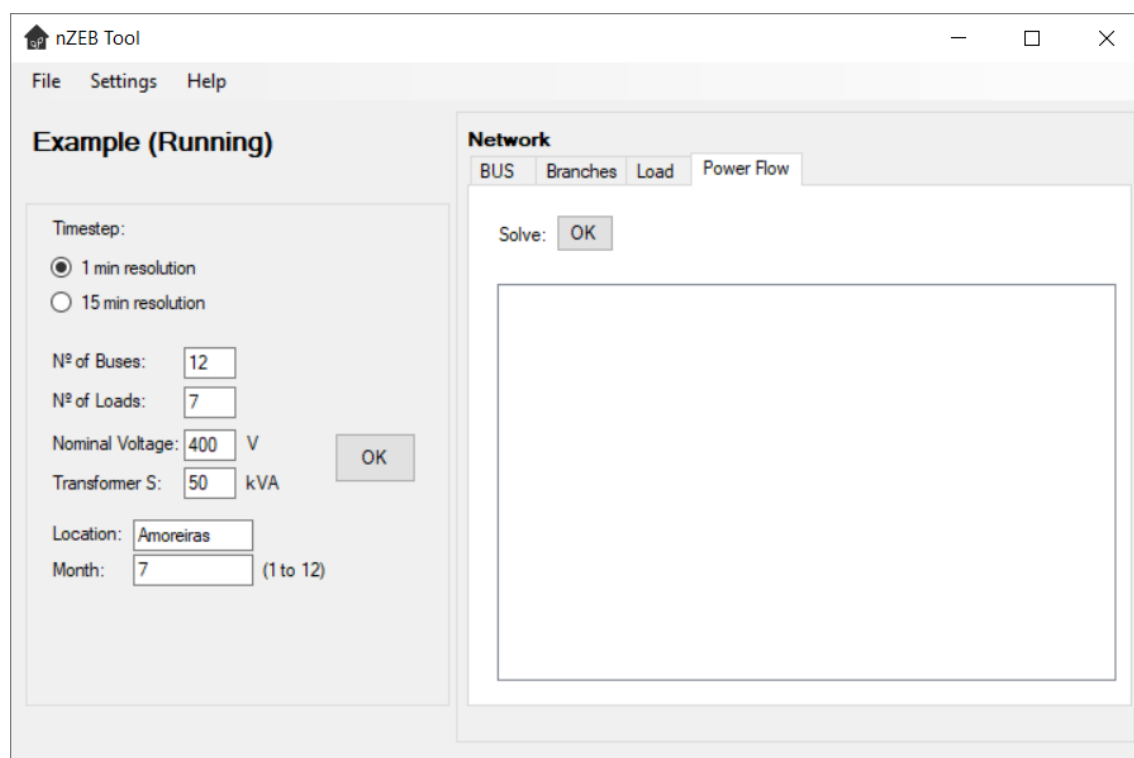 nZEB Tool
File Settings Help
Example (Running)
Timestep:
1 min resolution
15 min resolution
Nº of Buses: 12
Nº of Loads: 7
Nominal Voltage: 400 V
Transformer S: 50 kVA
OK
Location: Amoreiras
Month: 7 (1 to 12)
Network
BUS Branches Load Power Flow
Solve: OK